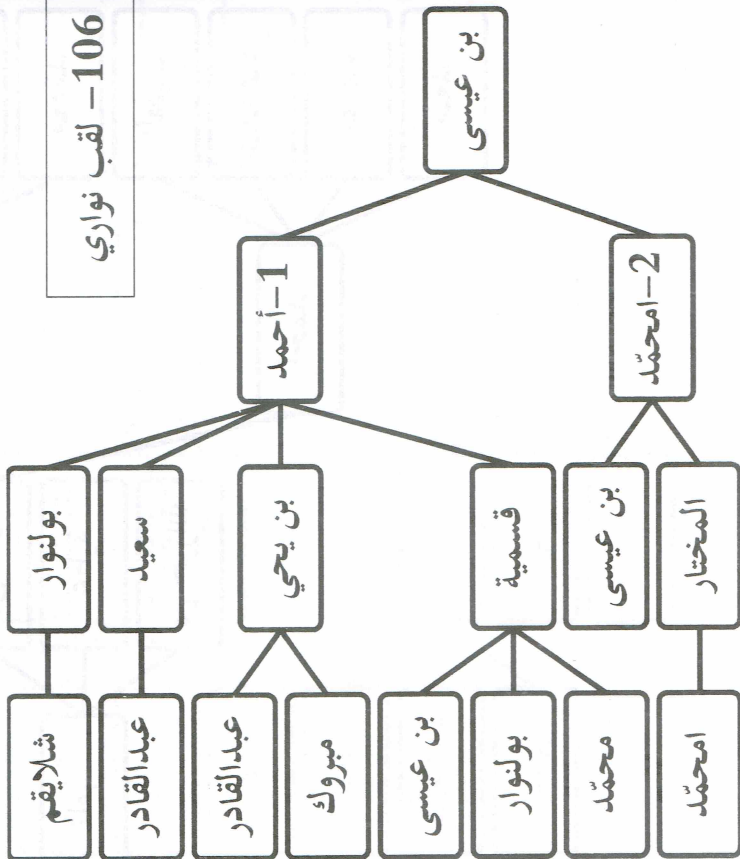 106- لقب نواري
بن عيسى
1-أحمد
2-امحمّد
بولنوار
سعيد
بن يحي
قسمية
بن عيسى
المختار
شلايقم
عبدالقادر
عبدالقادر
مبروك
بن عيسى
بولنوار
محمّد
امحمّد